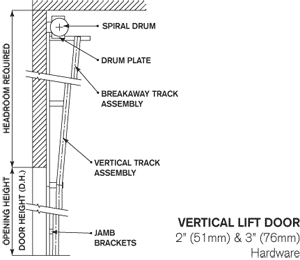 SPIRAL DRUM
DRUM PLATE
BREAKAWAY TRACK
ASSEMBLY
VERTICAL TRACK
ASSEMBLY
JAMB
BRACKETS
HEADROOM REQUIRED
OPENING HEIGHT
DOOR HEIGHT (D.H.)
VERTICAL LIFT DOOR
2" (51mm) & 3" (76mm)
Hardware